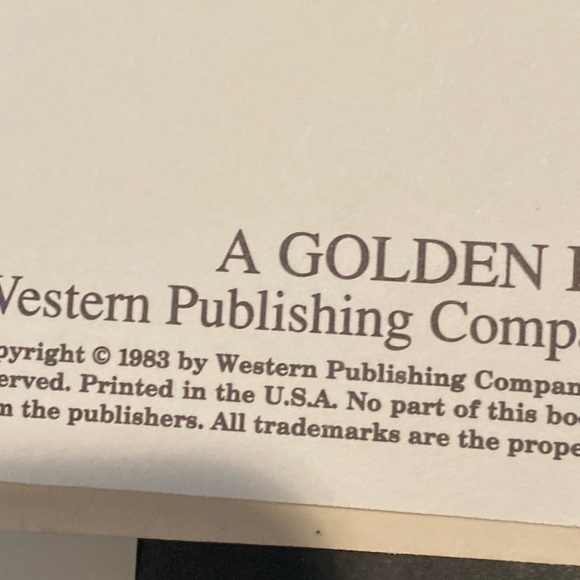 A GOLDEN
Western Publishing Comp
opyright © 1983 by Western Publishing Compan
erved. Printed in the U.S.A. No part of this bo
m the publishers. All trademarks are the prope